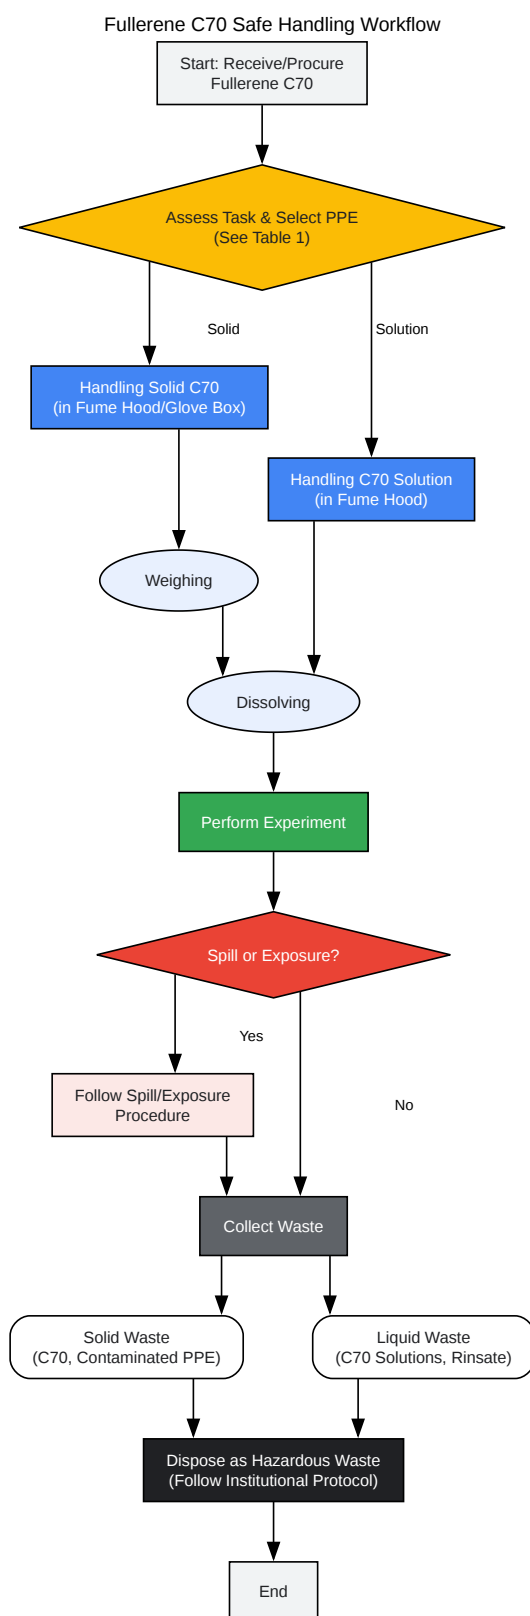 Fullerene C70 Safe Handling Workflow
Start: Receive/Procure
Fullerene C70
Assess Task & Select PPE
(See Table 1)
Solid
Solution
Handling Solid C70
(in Fume Hood/Glove Box)
Handling C70 Solution
(in Fume Hood)
Weighing
Dissolving
Perform Experiment
Spill or Exposure?
Yes
Follow Spill/Exposure
Procedure
No
Collect Waste
Solid Waste
(C70, Contaminated PPE)
Liquid Waste
(C70 Solutions, Rinsate)
Dispose as Hazardous Waste
(Follow Institutional Protocol)
End